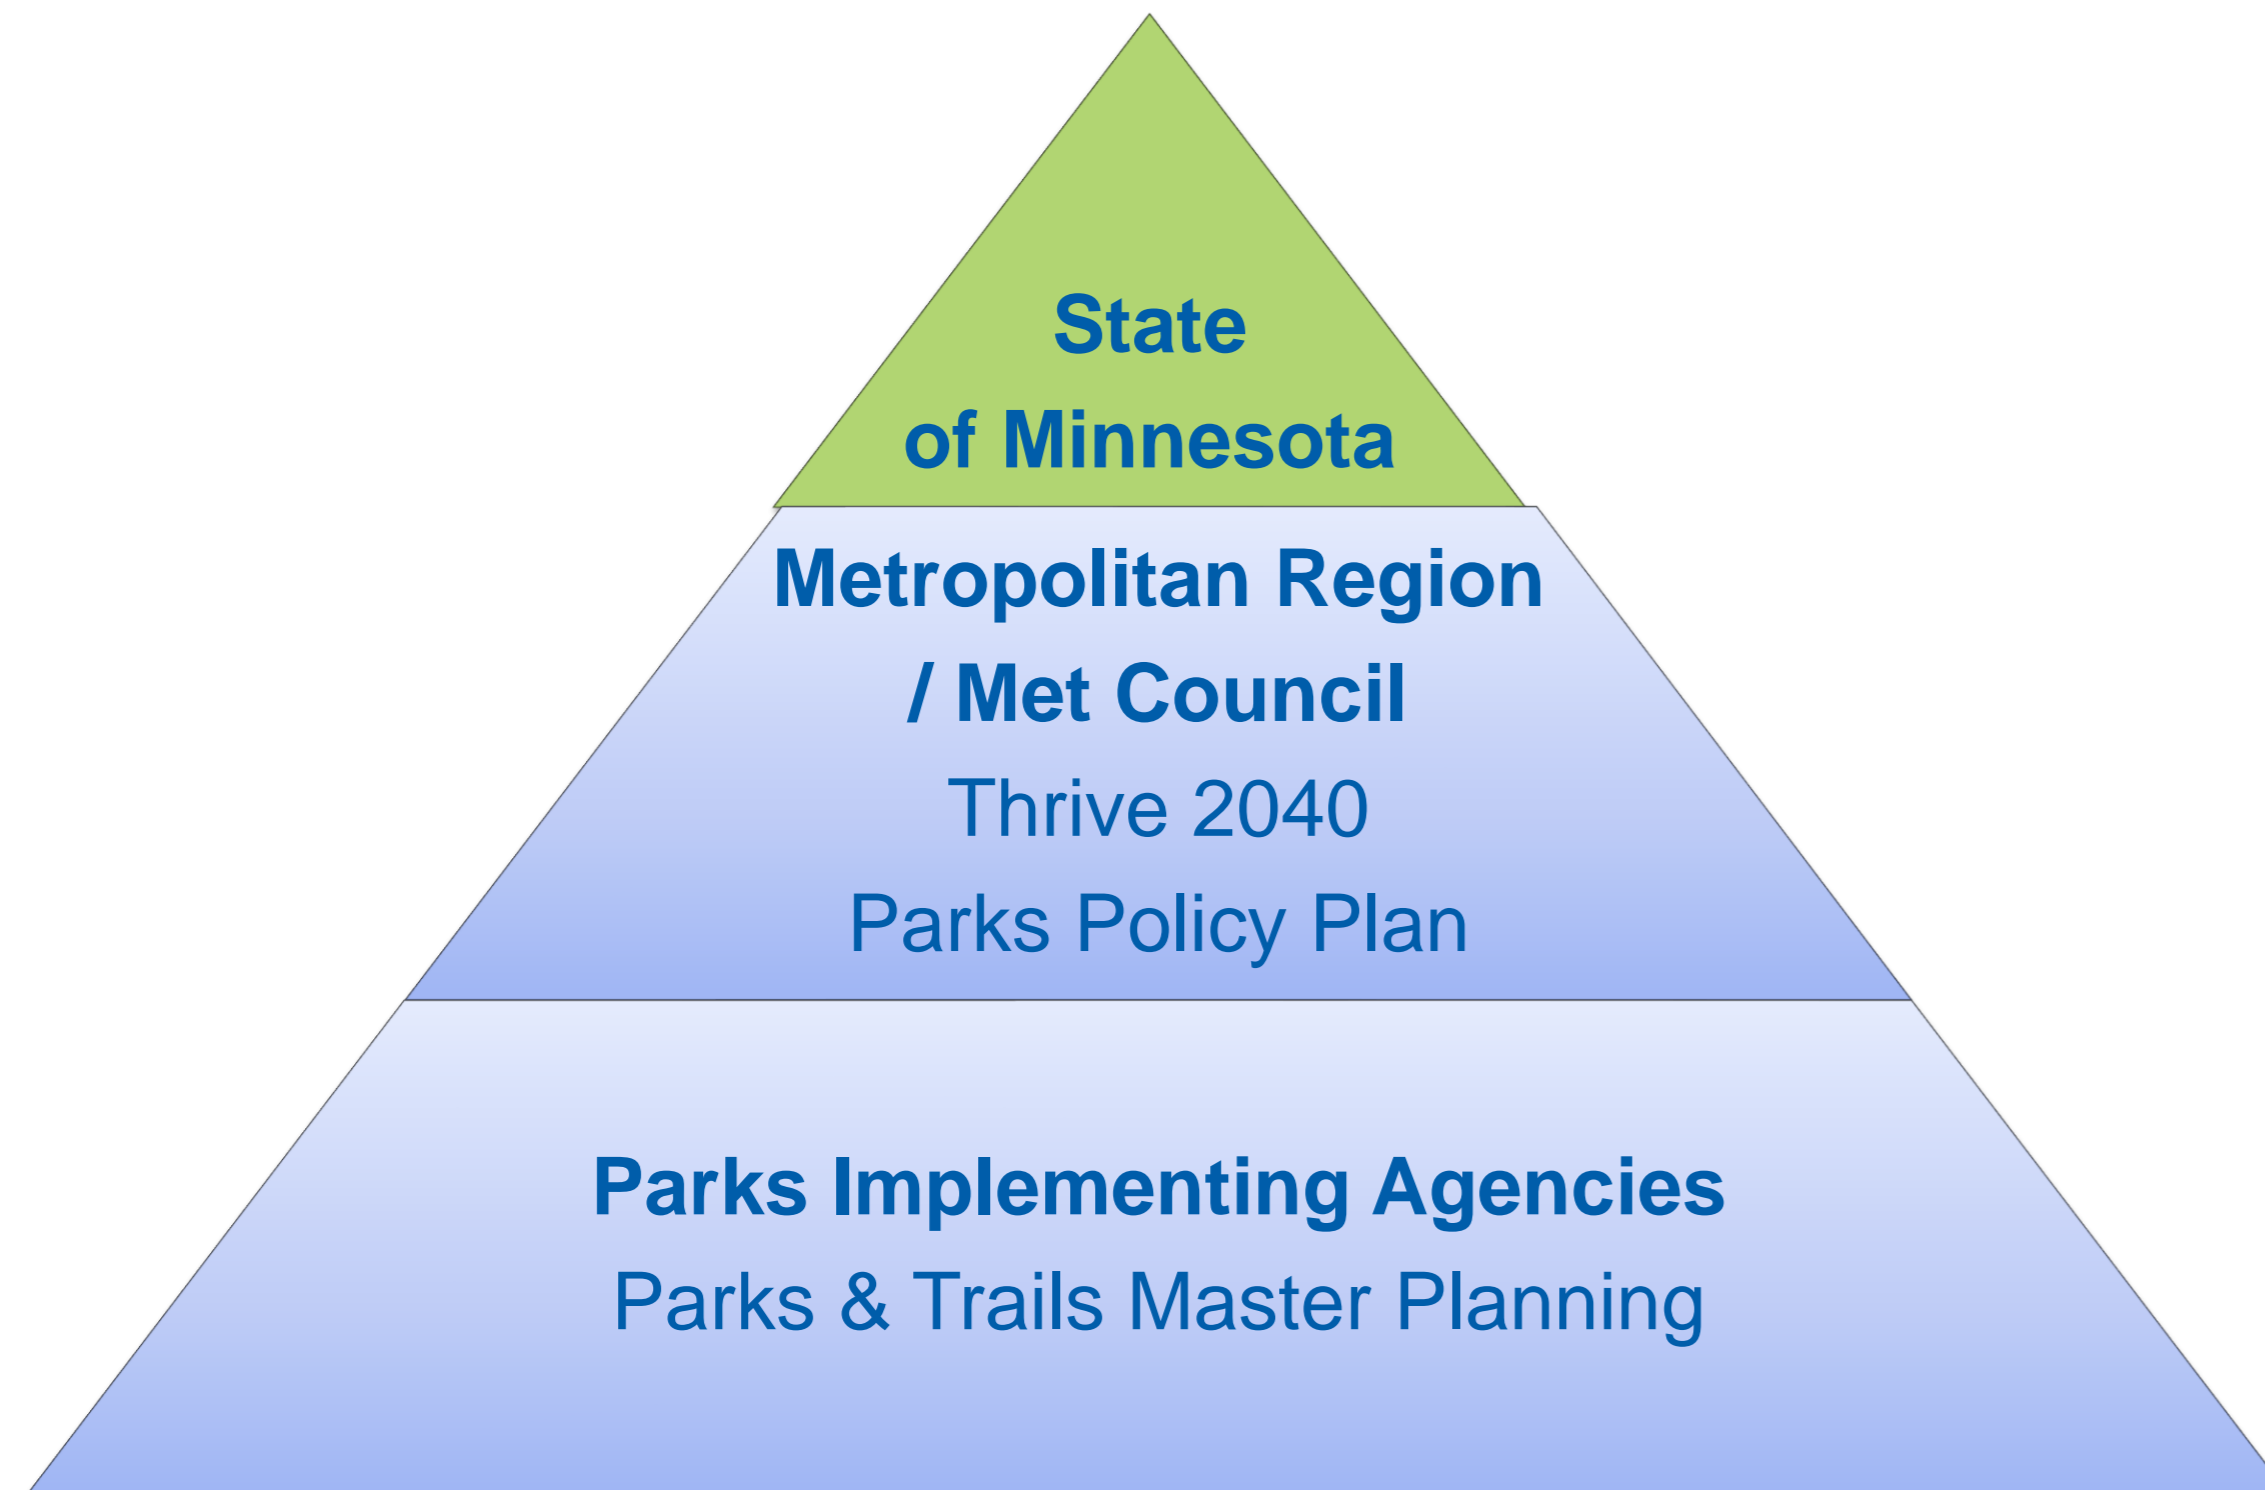 State
of Minnesota
Metropolitan Region
/ Met Council
Thrive 2040
Parks Policy Plan
Parks Implementing Agencies
Parks & Trails Master Planning